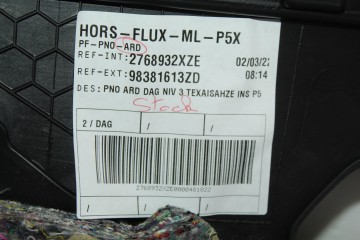 HORS-FLUX-ML-P5X
PF-PNO-ARD
REF-INT: 2768932XZE 02/03/22
REF-EXT: 98381613ZD 08:14
DES: PNO ARD DAG NIV 3 TEXAISAHZE INS P5
Stock
2 / DAG / /
2768932XZE0000401022
/ / /